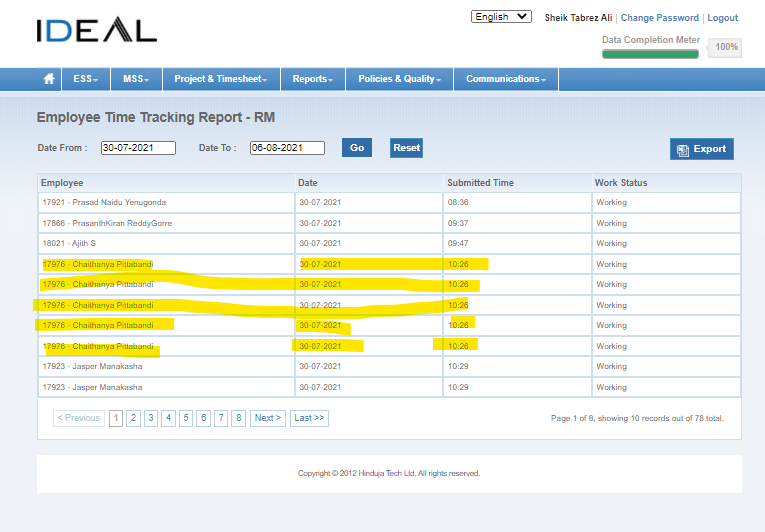 IDEAL
English
Sheik Tabrez Ali | Change Password | Logout
Data Completion Meter
100%
ESS MSS Project & Timesheet Reports Policies & Quality Communications
Employee Time Tracking Report - RM
Date From : 30-07-2021 Date To : 06-08-2021 Go Reset Export
Employee Date Submitted Time Work Status
17921 - Prasad Naidu Yenugonda 30-07-2021 08:36 Working
17866 - PrasanthKiran ReddyGorre 30-07-2021 09:37 Working
18021 - Ajith S 30-07-2021 09:47 Working
17976 - Chaithanya Pittabandi 30-07-2021 10:26 Working
17976 - Chaithanya Pittabandi 30-07-2021 10:26 Working
17976 - Chaithanya Pittabandi 30-07-2021 10:26 Working
17976 - Chaithanya Pittabandi 30-07-2021 10:26 Working
17976 - Chaithanya Pittabandi 30-07-2021 10:26 Working
17923 - Jasper Manakasha 30-07-2021 10:29 Working
17923 - Jasper Manakasha 30-07-2021 10:29 Working
< Previous 1 2 3 4 5 6 7 8 Next > Last >> Page 1 of 8, showing 10 records out of 78 total.
Copyright © 2012 Hinduja Tech Ltd. All rights reserved.